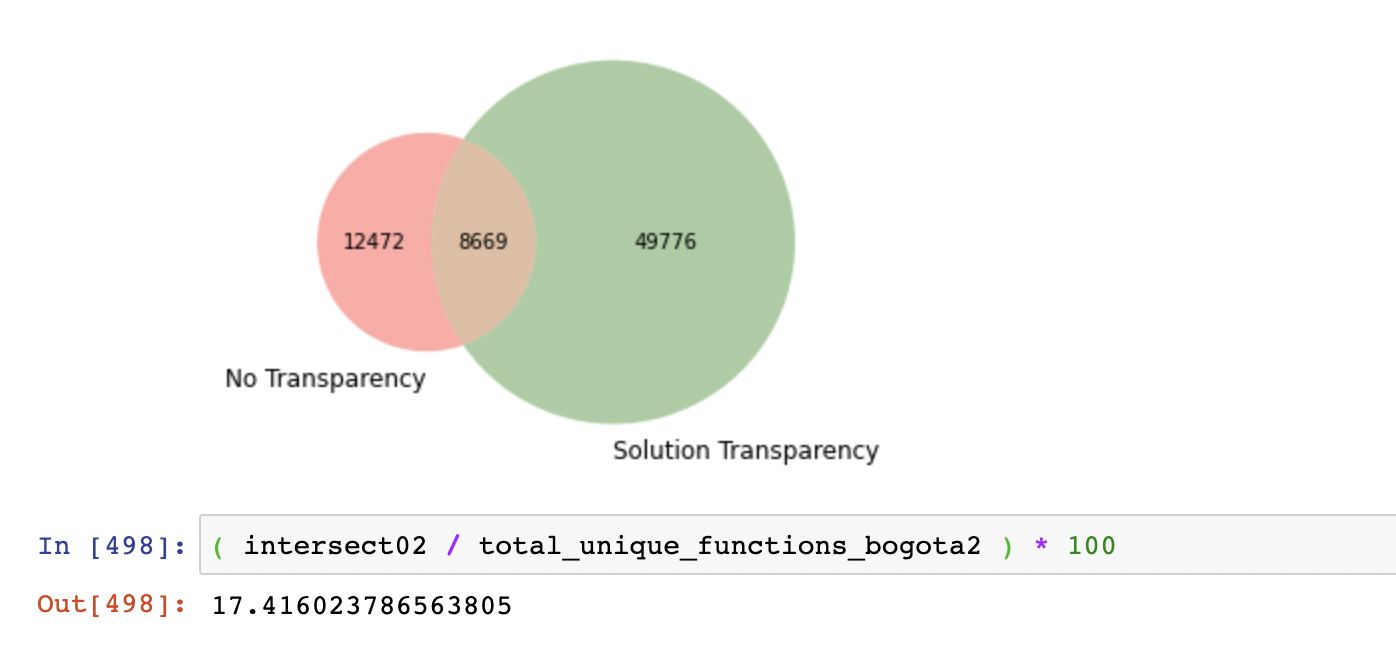 12472 8669 49776
No Transparency
Solution Transparency
In [498]: ( intersect02 / total_unique_functions_bogota2 ) * 100
Out[498]: 17.416023786563805